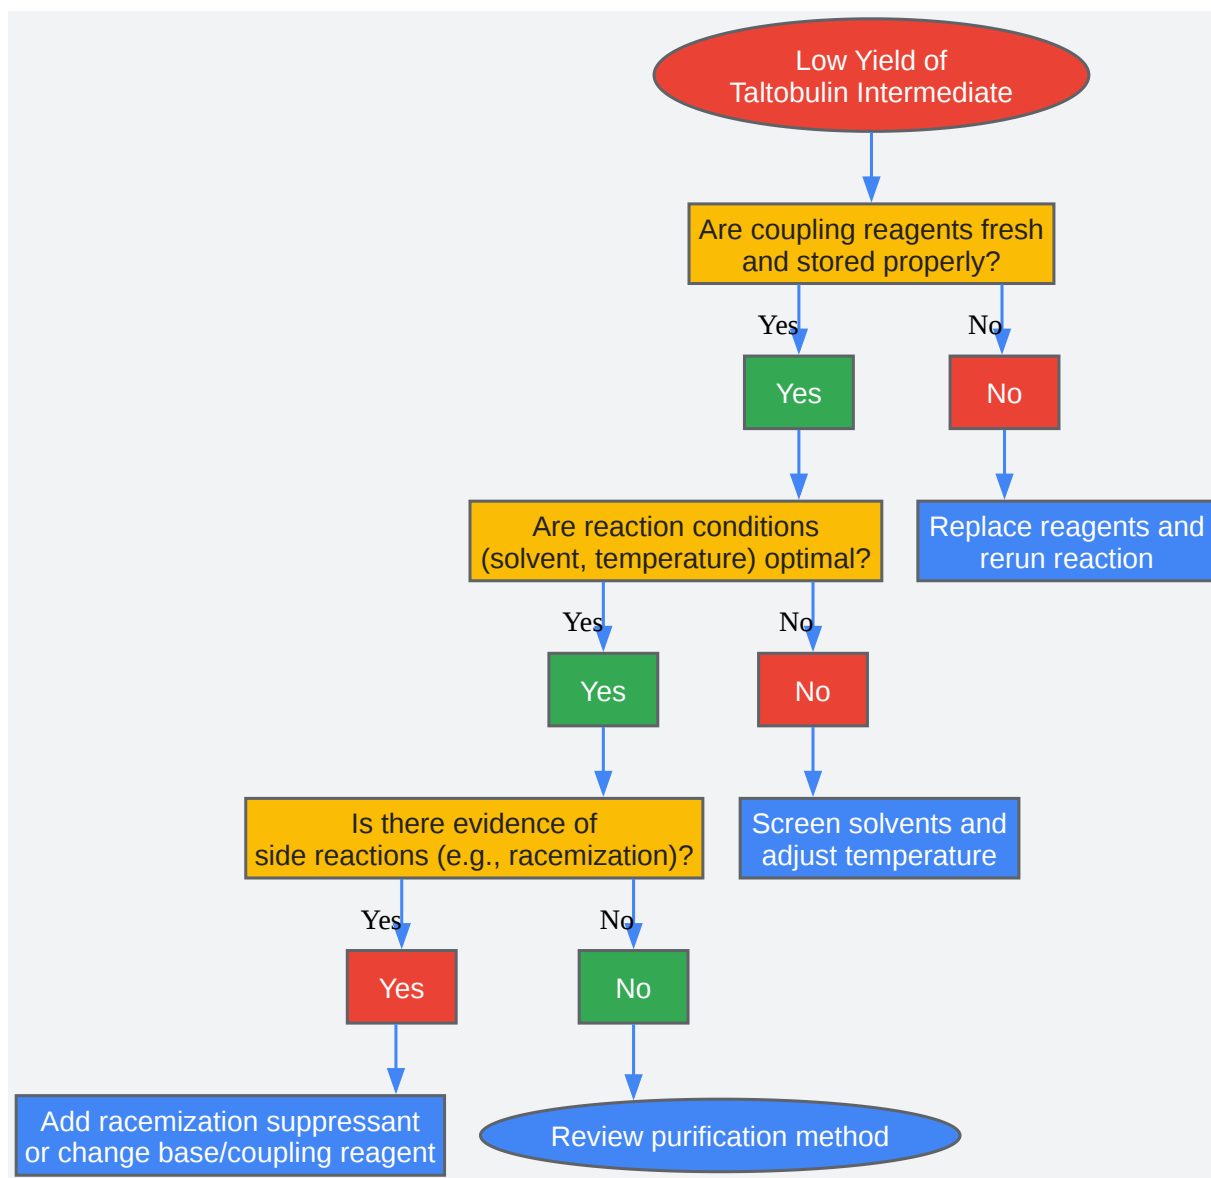 Low Yield of
Taltobulin Intermediate
Are coupling reagents fresh
and stored properly?
Yes
No
Yes
No
Are reaction conditions
(solvent, temperature) optimal?
Replace reagents and
rerun reaction
Yes
No
Yes
No
Is there evidence of
side reactions (e.g., racemization)?
Screen solvents and
adjust temperature
Yes
No
Yes
No
Add racemization suppressant
or change base/coupling reagent
Review purification method